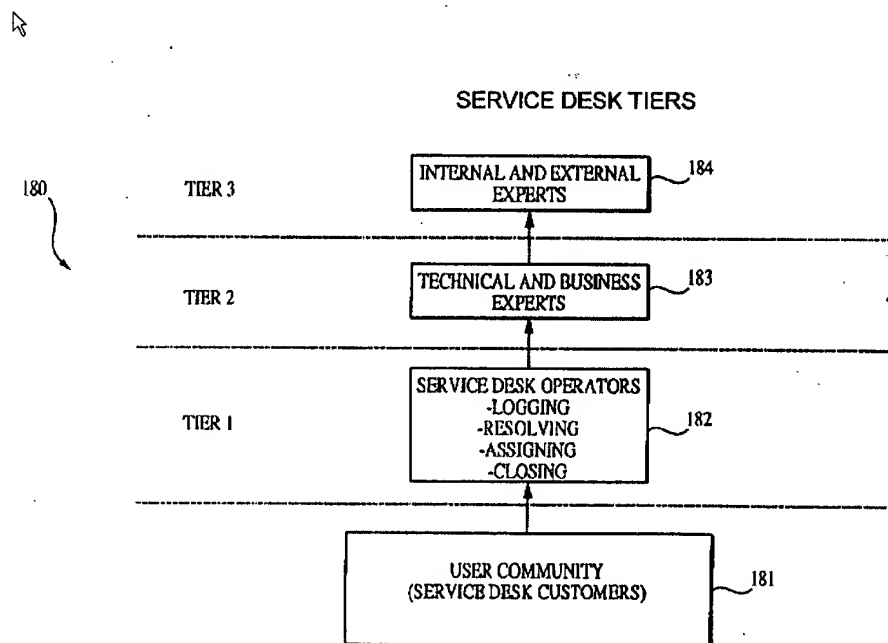 SERVICE DESK TIERS
180
TIER 3
INTERNAL AND EXTERNAL
EXPERTS
184
TIER 2
TECHNICAL AND BUSINESS
EXPERTS
183
TIER 1
SERVICE DESK OPERATORS
-LOGGING
-RESOLVING
-ASSIGNING
-CLOSING
182
USER COMMUNITY
(SERVICE DESK CUSTOMERS)
181